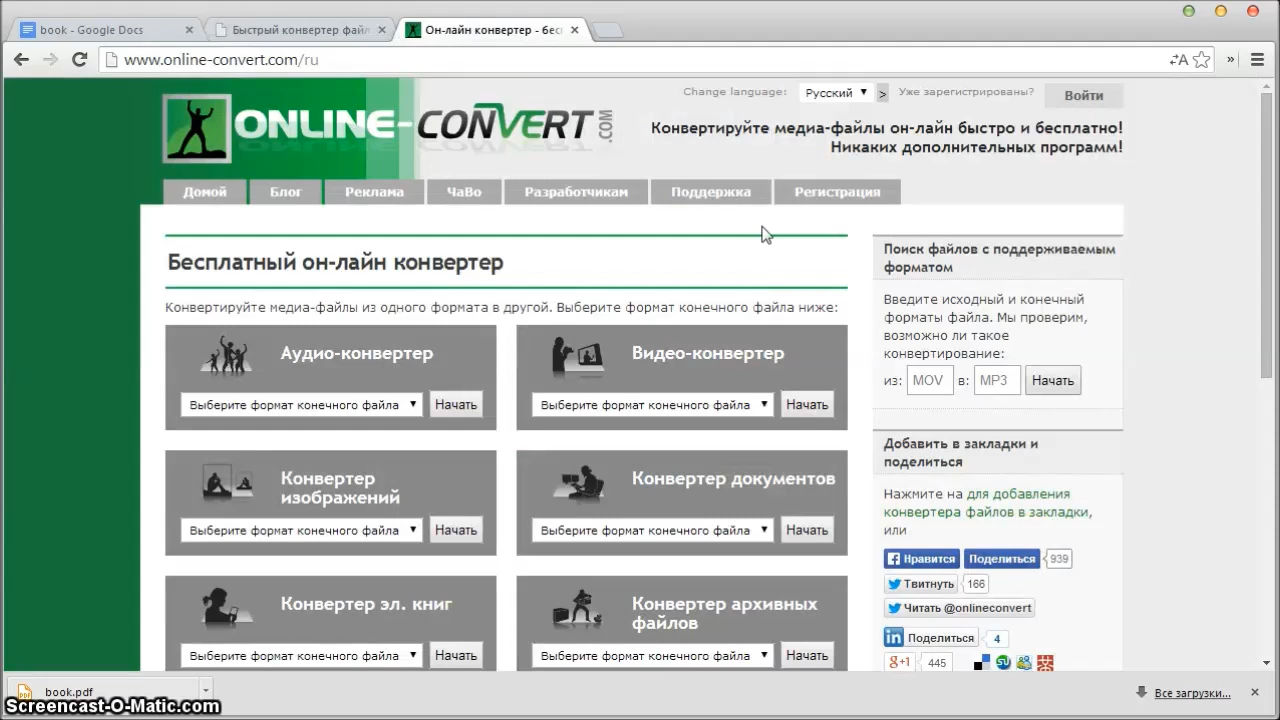 book - Google Docs
Быстрый конвертер файл
Он-лайн конвертер - бес
www.online-convert.com/ru
ONLINE-CONVERT.COM
Change language:
Русский
>
Уже зарегистрированы?
Войти
Конвертируйте медиа-файлы он-лайн быстро и бесплатно!
Никаких дополнительных программ!
Домой
Блог
Реклама
ЧаВо
Разработчикам
Поддержка
Регистрация
Бесплатный он-лайн конвертер
Конвертируйте медиа-файлы из одного формата в другой. Выберите формат конечного файла ниже:
Аудио-конвертер
Выберите формат конечного файла
Начать
Видео-конвертер
Выберите формат конечного файла
Начать
Конвертер
изображений
Выберите формат конечного файла
Начать
Конвертер документов
Выберите формат конечного файла
Начать
Конвертер эл. книг
Выберите формат конечного файла
Начать
Конвертер архивных
файлов
Выберите формат конечного файла
Начать
Поиск файлов с поддерживаемым
форматом
Введите исходный и конечный
форматы файла. Мы проверим,
возможно ли такое
конвертирование:
из: MOV в: MP3 Начать
Добавить в закладки и
поделиться
Нажмите на для добавления
конвертера файлов в закладки,
или
Нравится Поделиться 939
Твитнуть 166
Читать @onlineconvert
Поделиться 4
g+1 445
book.pdf
Все загрузки...
Screencast-O-Matic.com